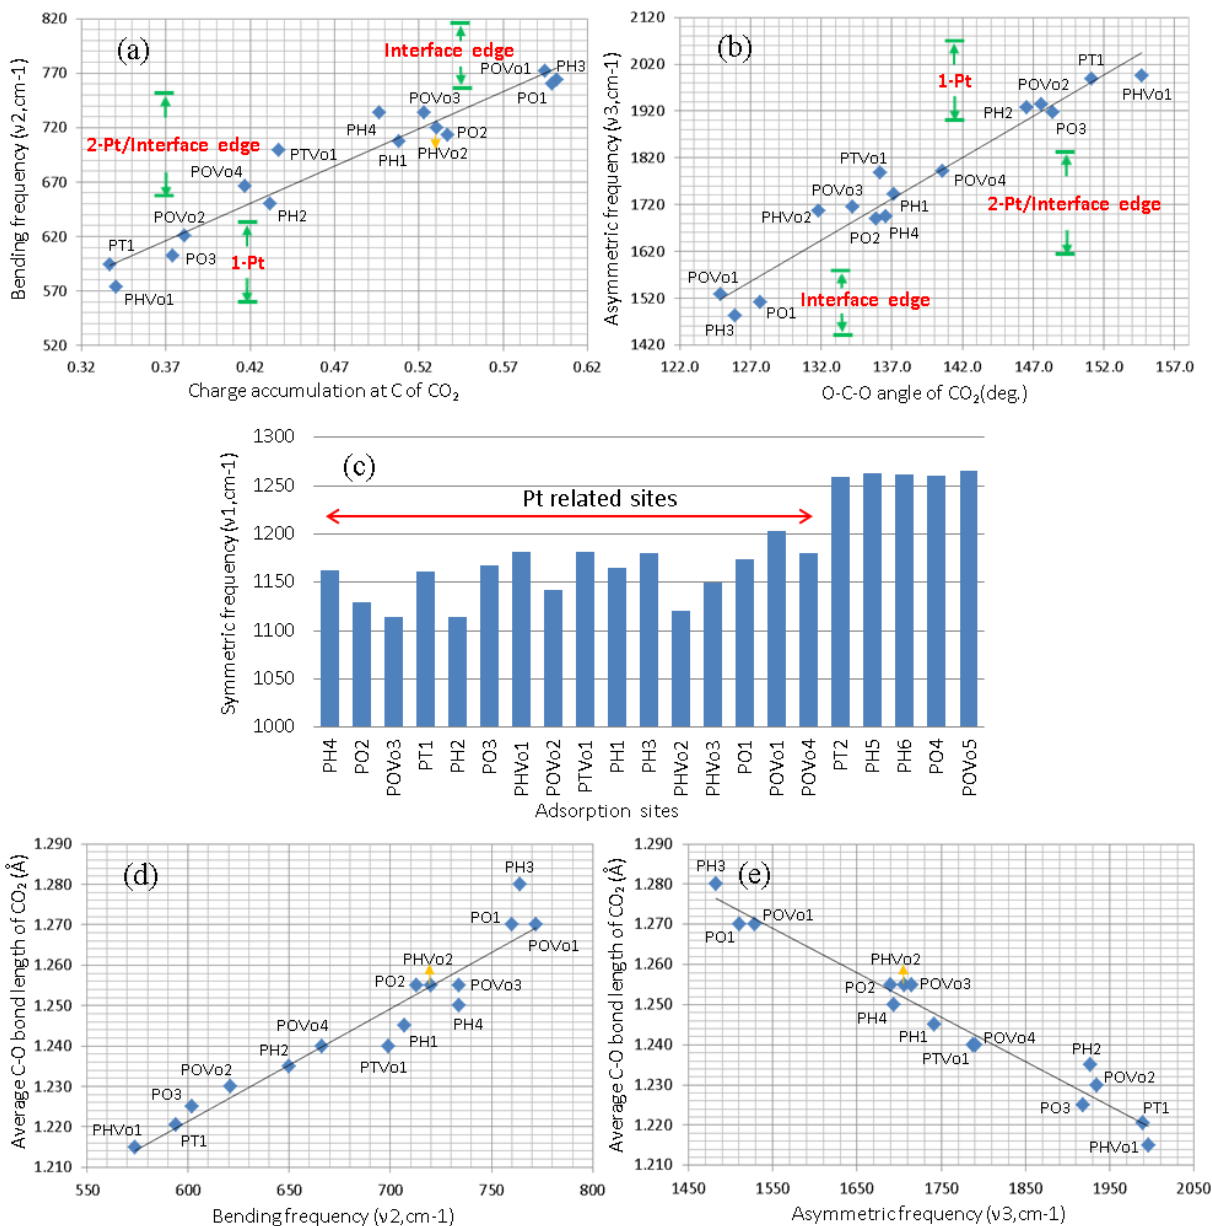 (a)
Bending frequency (ν2,cm-1)
820
770
720
670
620
570
520
0.32
0.37
0.42
0.47
0.52
0.57
0.62
Charge accumulation at C of CO₂
Interface edge
2-Pt/Interface edge
1-Pt
POVo1
PH3
PO1
POVo3
PH4
PO2
PHVo2
PH1
PTVo1
POVo4
PH2
POVo2
PO3
PT1
PHVo1
(b)
Asymmetric frequency (ν3,cm-1)
2120
2020
1920
1820
1720
1620
1520
1420
122.0
127.0
132.0
137.0
142.0
147.0
152.0
157.0
O-C-O angle of CO₂(deg.)
1-Pt
2-Pt/Interface edge
Interface edge
PT1
POVo2
PHVo1
PH2
PO3
PTVo1
POVo4
POVo3
PH1
PHVo2
PO2
PH4
POVo1
PO1
PH3
(c)
Symmetric frequency (ν1,cm-1)
1300
1250
1200
1150
1100
1050
1000
Pt related sites
PH4
PO2
POVo3
PT1
PH2
PO3
PHVo1
POVo2
PTVo1
PH1
PH3
PHVo2
PHVo3
PO1
POVo1
POVo4
PT2
PH5
PH6
PO4
POVo5
Adsorption sites
(d)
Average C-O bond length of CO₂ (Å)
1.290
1.280
1.270
1.260
1.250
1.240
1.230
1.220
1.210
550
600
650
700
750
800
Bending frequency (ν2,cm-1)
PH3
PO1
POVo1
PHVo2
PO2
POVo3
PH4
PH1
PTVo1
POVo4
PH2
POVo2
PO3
PT1
PHVo1
(e)
Average C-O bond length of CO₂ (Å)
1.290
1.280
1.270
1.260
1.250
1.240
1.230
1.220
1.210
1450
1550
1650
1750
1850
1950
2050
Asymmetric frequency (ν3,cm-1)
PH3
POVo1
PO1
PHVo2
PO2
POVo3
PH4
PH1
PTVo1
POVo4
PH2
POVo2
PO3
PT1
PHVo1